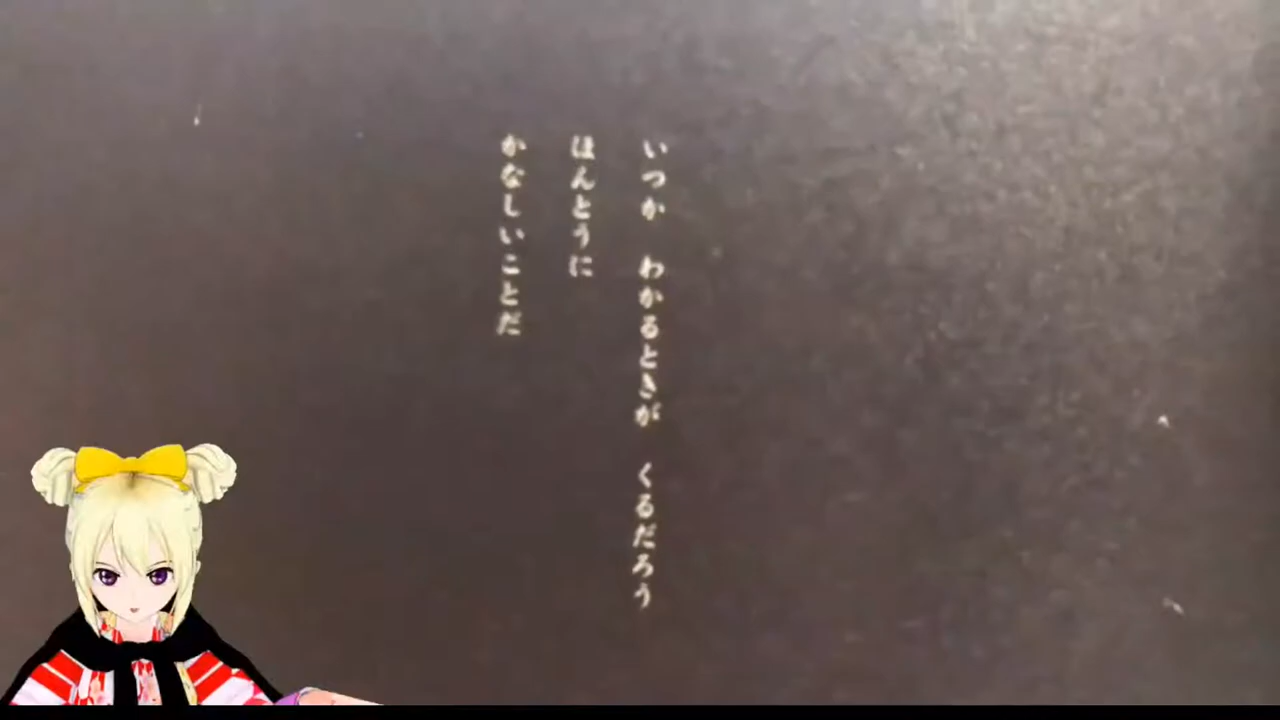 いつか　わかるときが　くるだろう
ほんとうに
かなしいことだ